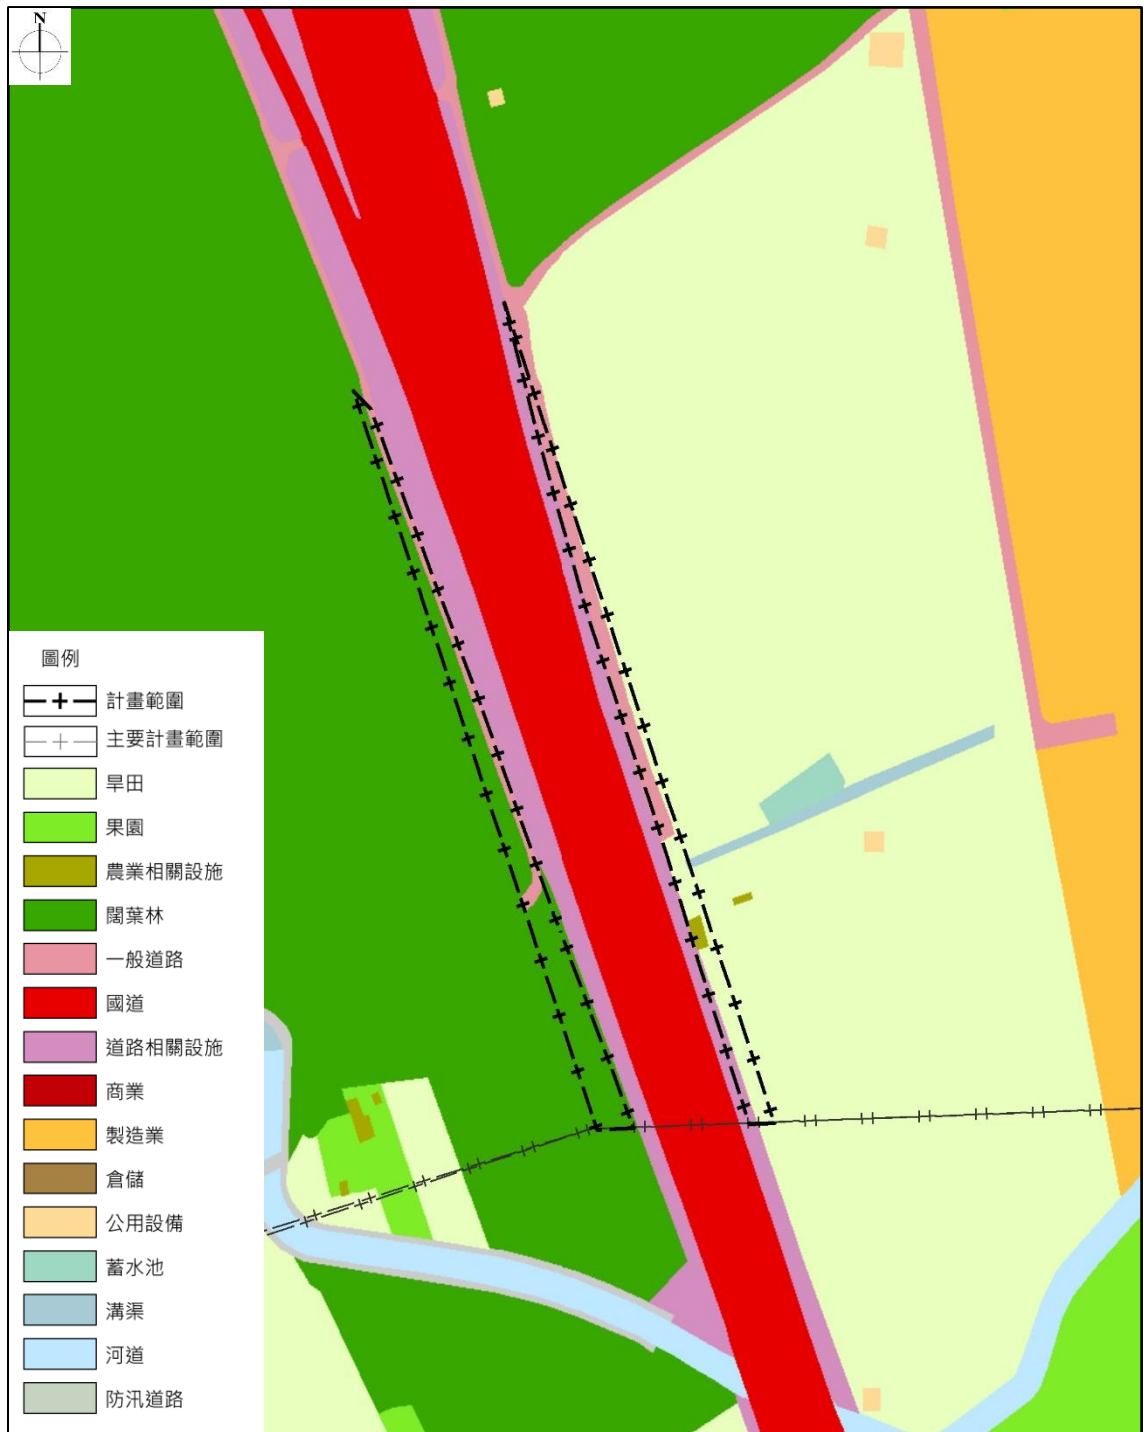 N
圖例
計畫範圍
主要計畫範圍
旱田
果園
農業相關設施
闊葉林
一般道路
國道
道路相關設施
商業
製造業
倉儲
公用設備
蓄水池
溝渠
河道
防汛道路